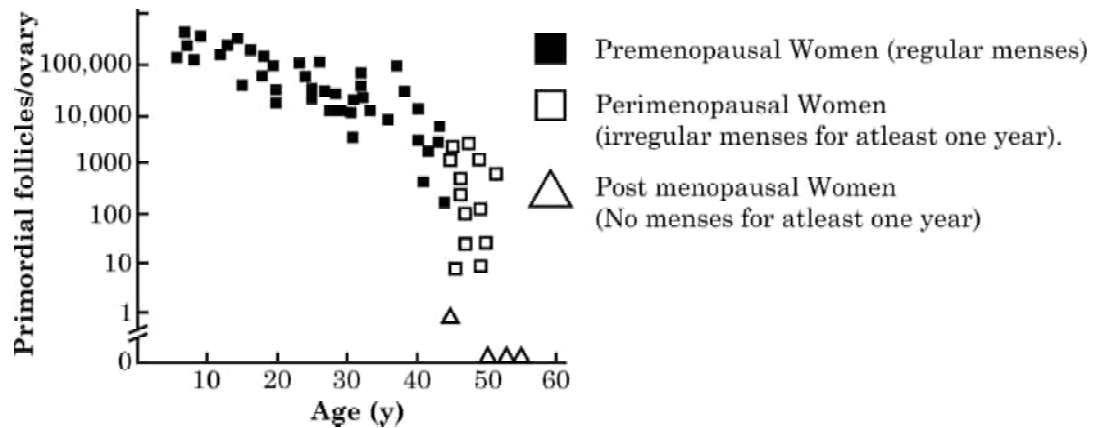 Primordial follicles/ovary
100,000
10,000
1000
100
10
1
0
10 20 30 40 50 60
Age (y)
Premenopausal Women (regular menses)
Perimenopausal Women
(irregular menses for atleast one year).
Post menopausal Women
(No menses for atleast one year)